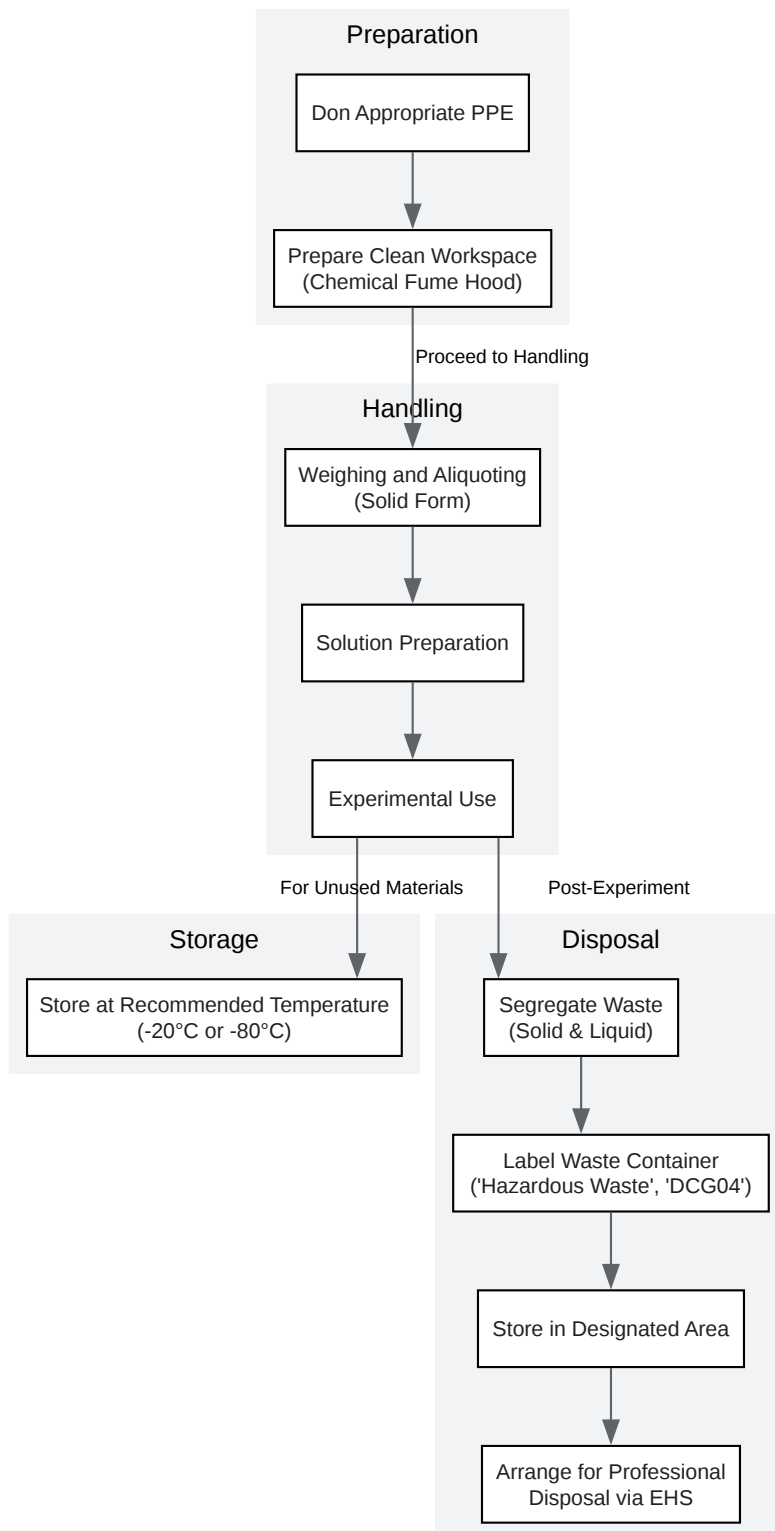 Preparation
Don Appropriate PPE
Prepare Clean Workspace
(Chemical Fume Hood)
Proceed to Handling
Handling
Weighing and Aliquoting
(Solid Form)
Solution Preparation
Experimental Use
For Unused Materials
Post-Experiment
Storage
Store at Recommended Temperature
(-20°C or -80°C)
Disposal
Segregate Waste
(Solid & Liquid)
Label Waste Container
('Hazardous Waste', 'DCG04')
Store in Designated Area
Arrange for Professional
Disposal via EHS